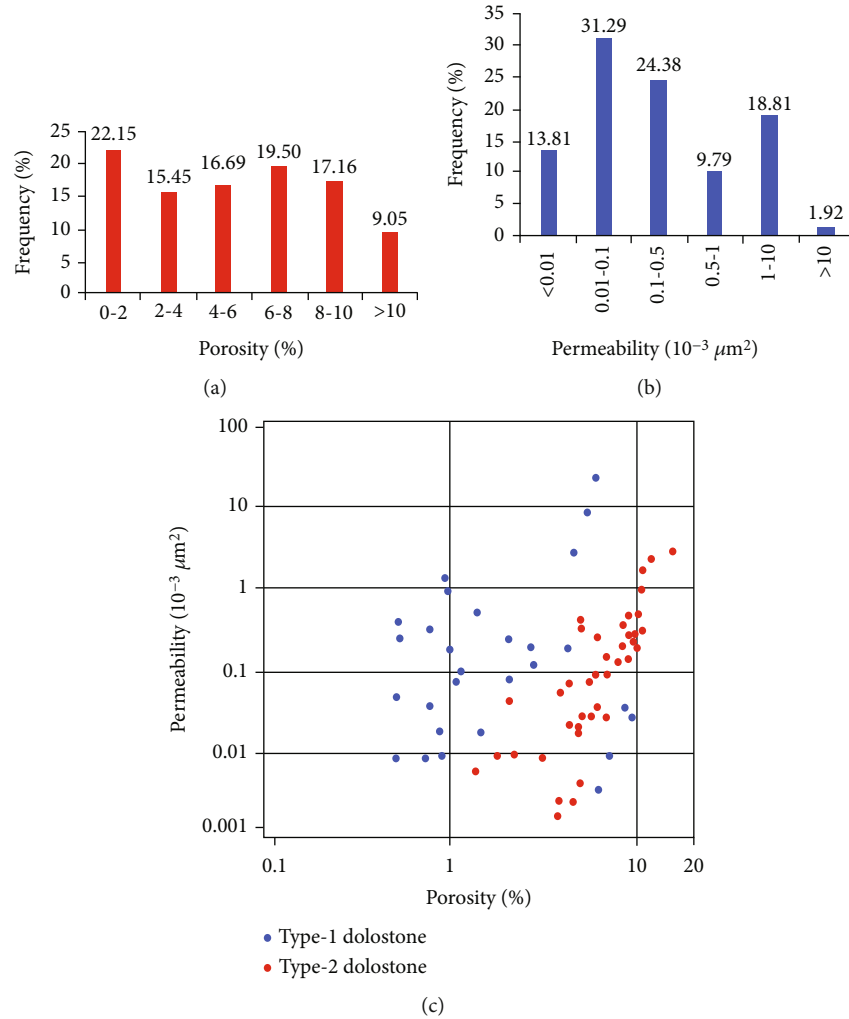 25
20
15
10
5
0
Frequency (%)
22.15
15.45
16.69
19.50
17.16
9.05
0-2 2-4 4-6 6-8 8-10 >10
Porosity (%)
(a)
35
30
25
20
15
10
5
0
Frequency (%)
13.81
31.29
24.38
9.79
18.81
1.92
<0.01
0.01-0.1
0.1-0.5
0.5-1
1-10
>10
Permeability (10⁻³ μm²)
(b)
100
10
1
0.1
0.01
0.001
Permeability (10⁻³ μm²)
0.1 1 10 20
Porosity (%)
Type-1 dolostone
Type-2 dolostone
(c)